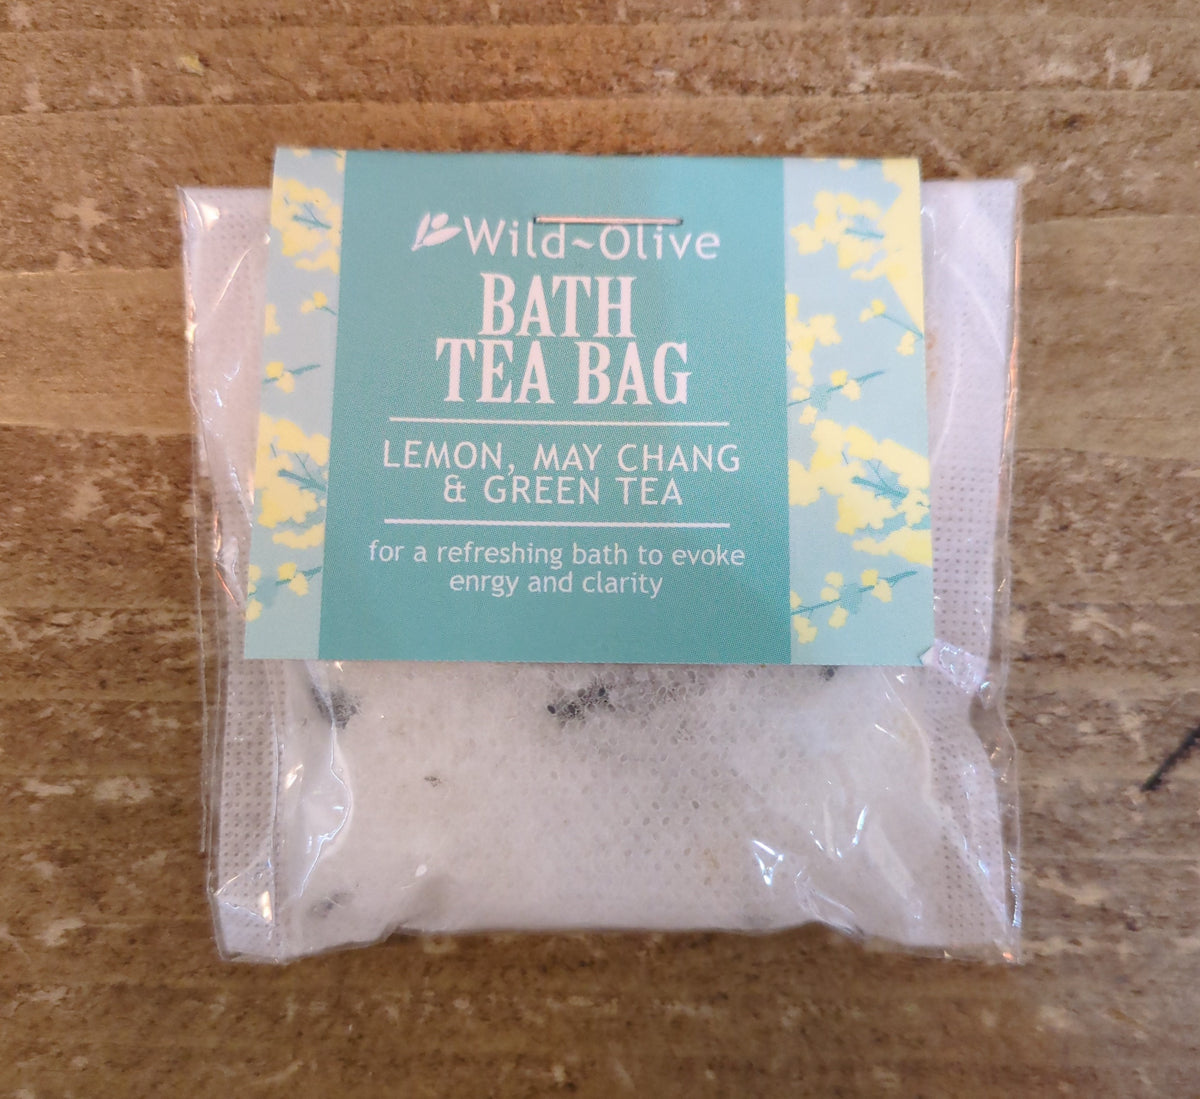 Wild~Olive
BATH
TEA BAG
LEMON, MAY CHANG
& GREEN TEA
for a refreshing bath to evoke
enrgy and clarity